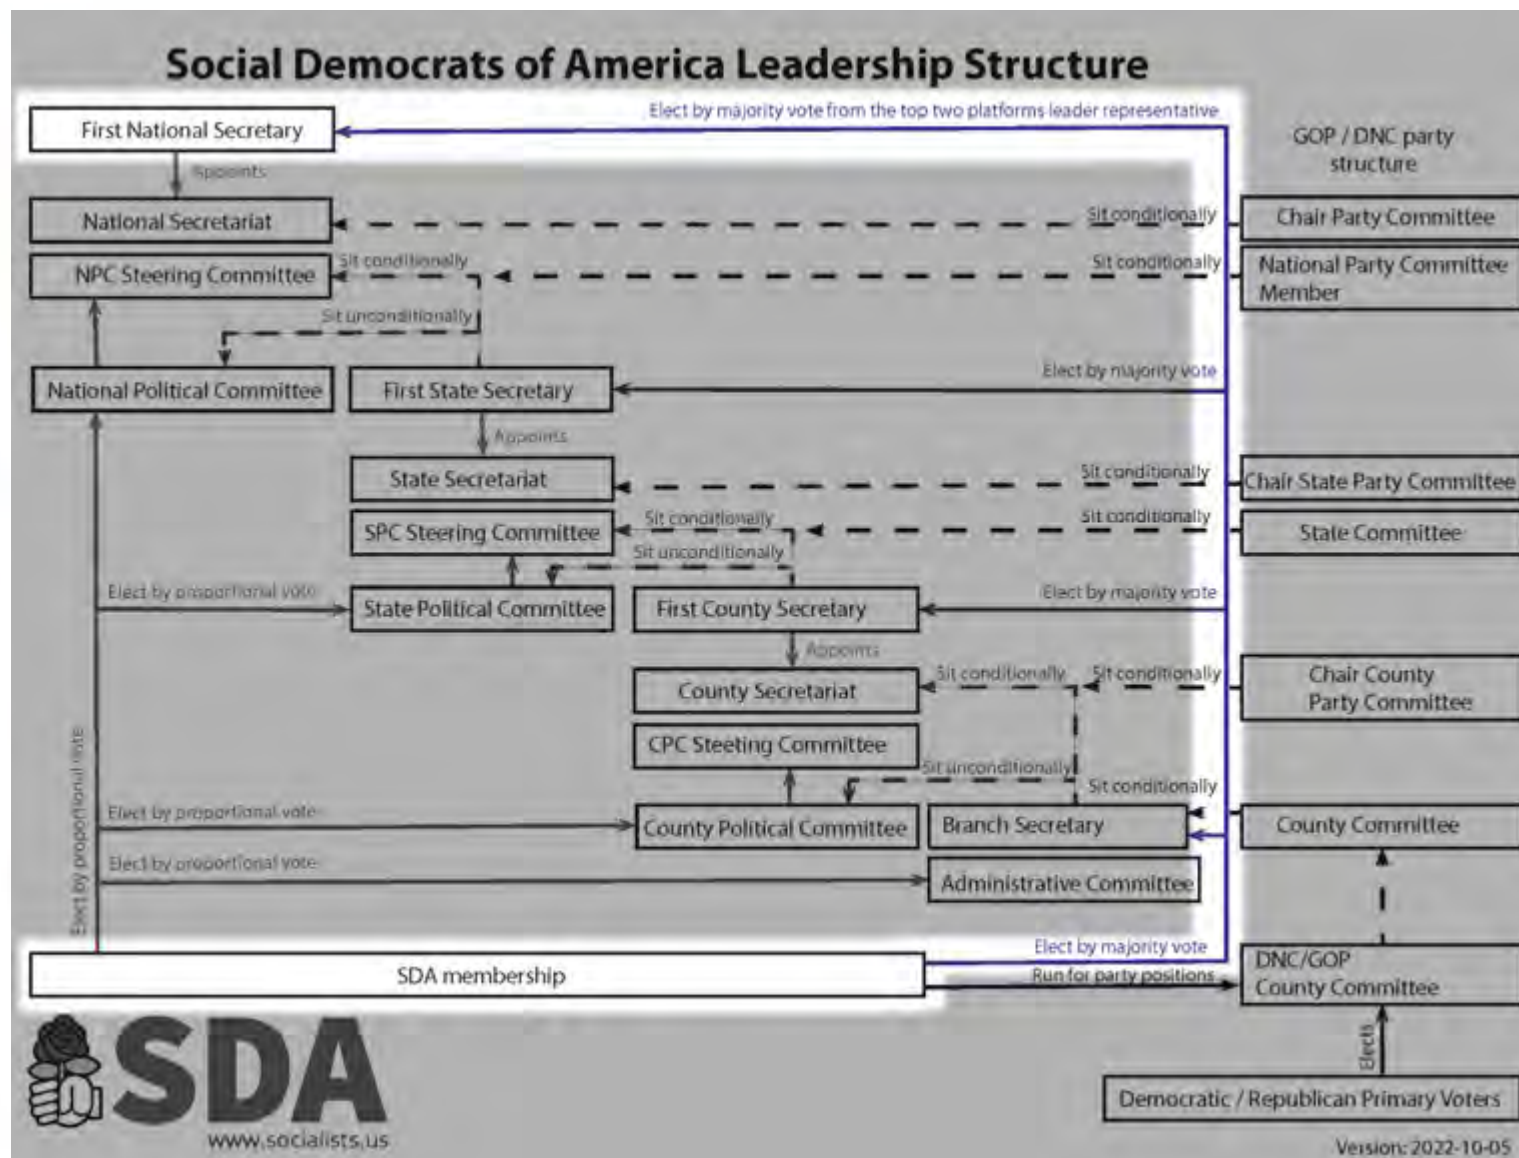 Social Democrats of America Leadership Structure
Elect by majority vote from the top two platforms leader representative
First National Secretary
GOP / DNC party
structure
Appoints
National Secretariat
Sit conditionally
Chair Party Committee
NPC Steering Committee
Sit conditionally
Sit conditionally
National Party Committee
Member
Sit unconditionally
National Political Committee
First State Secretary
Elect by majority vote
Appoints
State Secretariat
Sit conditionally
Chair State Party Committee
SPC Steering Committee
Sit conditionally
Sit conditionally
State Committee
Sit unconditionally
Elect by proportional vote
State Political Committee
First County Secretary
Elect by majority vote
Appoints
County Secretariat
Sit conditionally
Sit conditionally
Chair County
Party Committee
CPC Steeting Committee
Sit unconditionally
Sit conditionally
Elect by proportional vote
Elect by proportional vote
County Political Committee
Branch Secretary
County Committee
Elect by proportional vote
Administrative Committee
Elect by majority vote
SDA membership
Run for party positions
DNC/GOP
County Committee
Elects
SDA
www.socialists.us
Democratic / Republican Primary Voters
Version: 2022-10-05